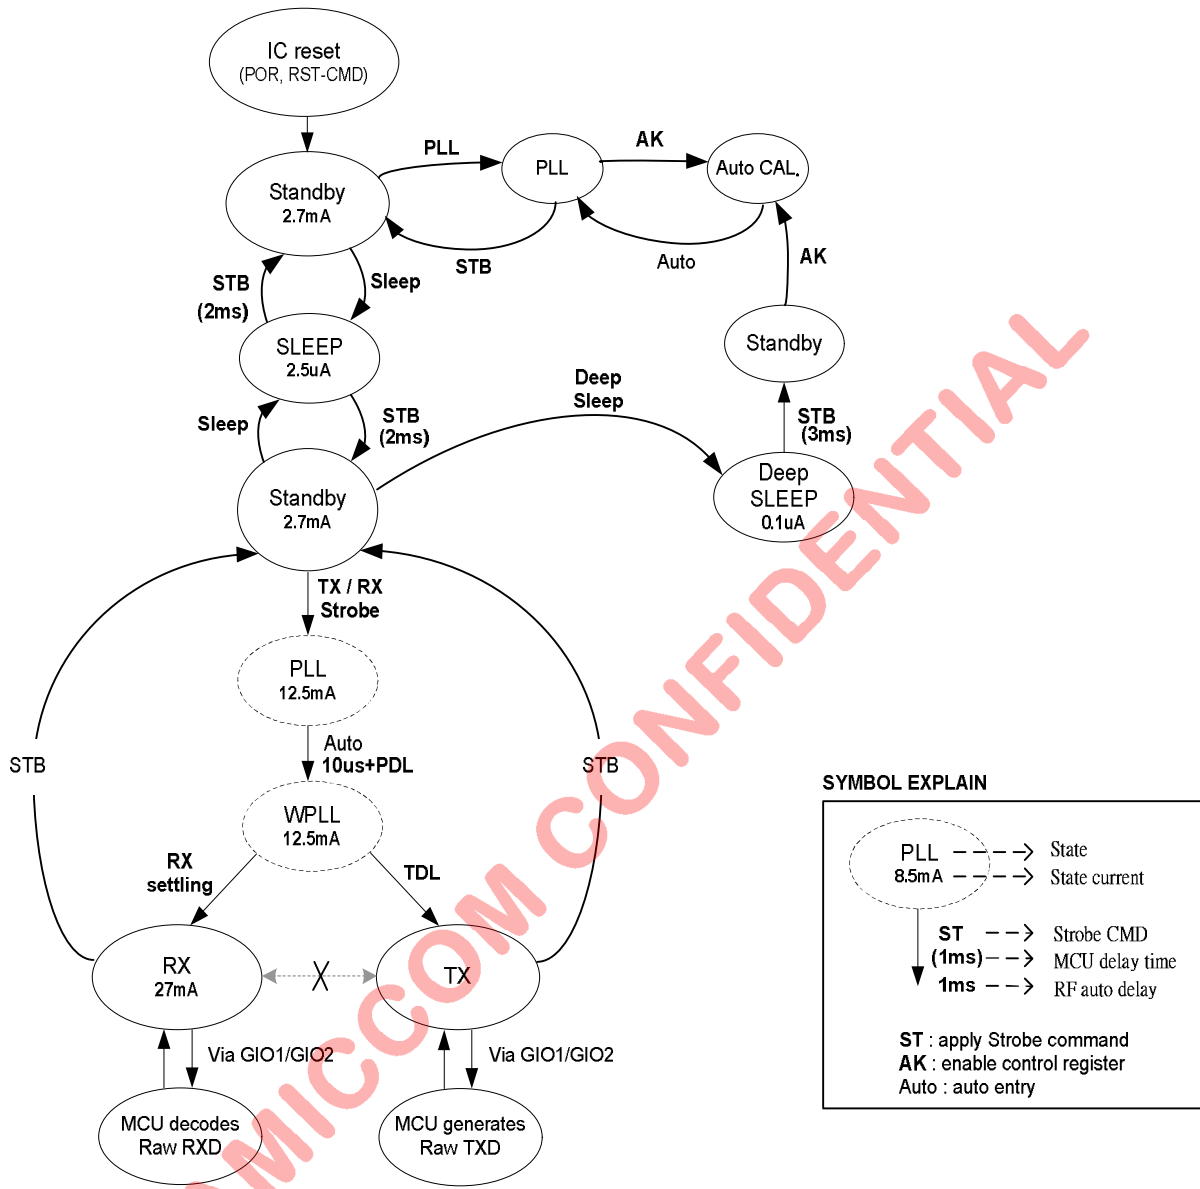 IC reset
(POR, RST-CMD)
PLL
AK
Standby
2.7mA
PLL
Auto CAL.
STB
Auto
AK
STB
(2ms)
Sleep
SLEEP
2.5uA
Standby
Deep
Sleep
Sleep
STB
(2ms)
STB
(3ms)
Standby
2.7mA
Deep
SLEEP
0.1uA
TX / RX
Strobe
PLL
12.5mA
STB
Auto
10us+PDL
STB
WPLL
12.5mA
RX
settling
TDL
RX
27mA
X
TX
Via GIO1/GIO2
Via GIO1/GIO2
MCU decodes
Raw RXD
MCU generates
Raw TXD
SYMBOL EXPLAIN
PLL
8.5mA
State
State current
ST
Strobe CMD
(1ms)
MCU delay time
1ms
RF auto delay
ST : apply Strobe command
AK : enable control register
Auto : auto entry
AMICCOM CONFIDENTIAL